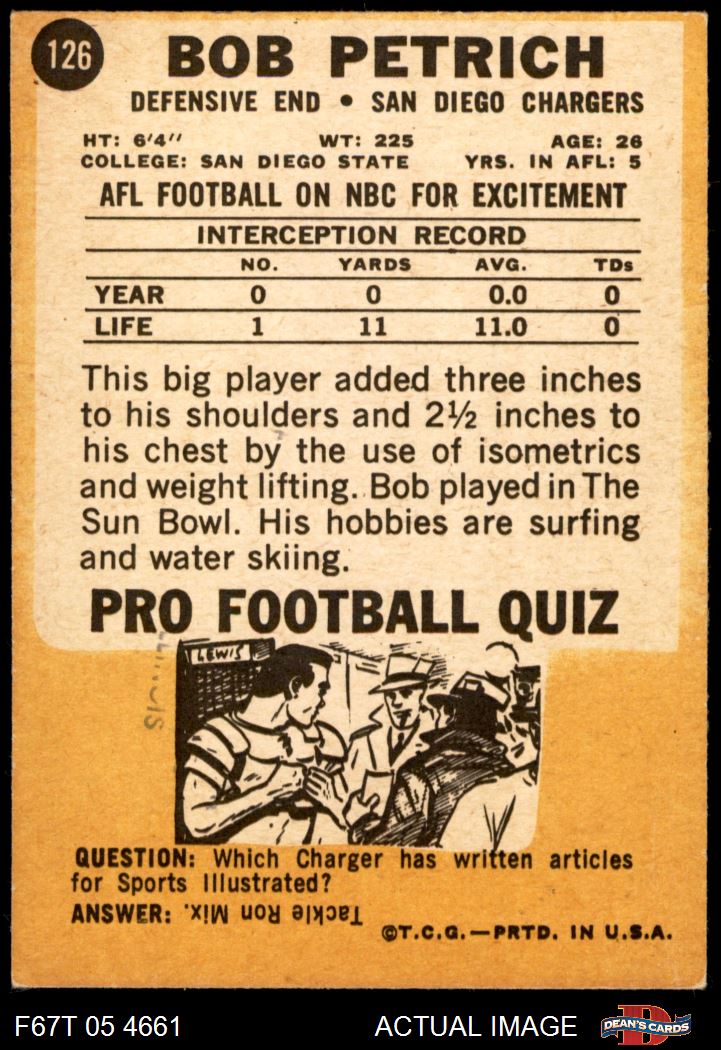 126
BOB PETRICH
DEFENSIVE END • SAN DIEGO CHARGERS
HT: 6'4" WT: 225 AGE: 26
COLLEGE: SAN DIEGO STATE YRS. IN AFL: 5
AFL FOOTBALL ON NBC FOR EXCITEMENT
INTERCEPTION RECORD
NO. YARDS AVG. TDs
YEAR 0 0 0.0 0
LIFE 1 11 11.0 0
This big player added three inches
to his shoulders and 2½ inches to
his chest by the use of isometrics
and weight lifting. Bob played in The
Sun Bowl. His hobbies are surfing
and water skiing.
PRO FOOTBALL QUIZ
LEWIS
QUESTION: Which Charger has written articles
for Sports Illustrated?
ANSWER: Tackle Ron Mix.
©T.C.G.—PRTD. IN U.S.A.
F67T 05 4661 ACTUAL IMAGE
D
DEAN'S CARDS